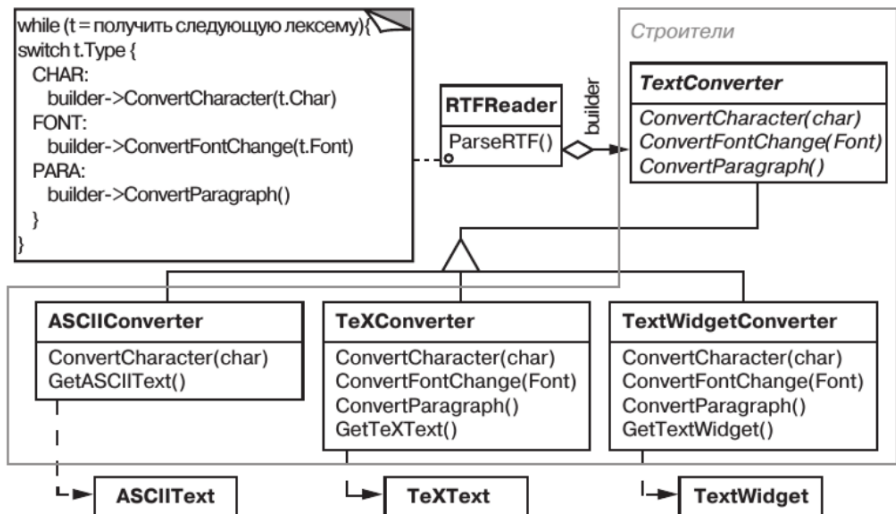 while (t = получить следующую лексему){
switch t.Type {
CHAR:
builder->ConvertCharacter(t.Char)
FONT:
builder->ConvertFontChange(t.Font)
PARA:
builder->ConvertParagraph()
}
}
RTFReader
ParseRTF()
builder
Строители
TextConverter
ConvertCharacter(char)
ConvertFontChange(Font)
ConvertParagraph()
ASCIIConverter
ConvertCharacter(char)
GetASCIIText()
TeXConverter
ConvertCharacter(char)
ConvertFontChange(Font)
ConvertParagraph()
GetTeXText()
TextWidgetConverter
ConvertCharacter(char)
ConvertFontChange(Font)
ConvertParagraph()
GetTextWidget()
ASCIIText
TeXText
TextWidget